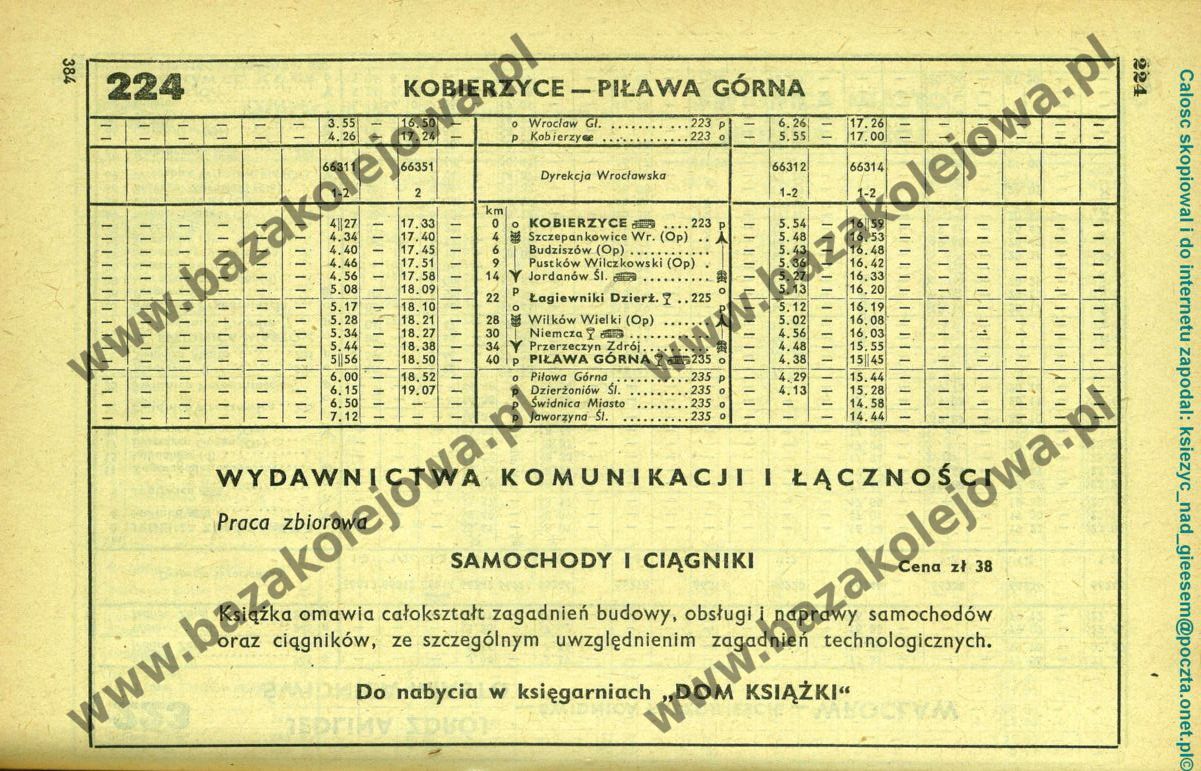 384
224 KOBIERZYCE — PIŁAWA GÓRNA
224
— — — — — — 3.55 — 16.50 — — o Wrocław Gł. .......... 223 p — 6.26 — 17.26 — — — — — —
— — — — — — 4.26 — 17.24 — — p Kobierzyce .......... 223 o — 5.55 — 17.00 — — — — — —
66311 66351 Dyrekcja Wrocławska 66312 66314
1-2 2 1-2 1-2
km
— — — — — — 4||27 — 17.33 — — 0 o KOBIERZYCE .... 223 p — 5.54 — 16||59 — — — — — —
— — — — — — 4.34 — 17.40 — — 4 Szczepankowice Wr. (Op) .. — 5.48 — 16.53 — — — — — —
— — — — — — 4.40 — 17.45 — — 6 Budziszów (Op) .......... — 5.43 — 16.48 — — — — — —
— — — — — — 4.46 — 17.51 — — 9 Pustków Wilczkowski (Op) . — 5.36 — 16.42 — — — — — —
— — — — — — 4.56 — 17.58 — — 14 Jordanów Śl. .......... — 5.27 — 16.33 — — — — — —
— — — — — — 5.08 — 18.09 — — 22 p Łagiewniki Dzierż. .. 225 o — 5.13 — 16.20 — — — — — —
— — — — — — 5.17 — 18.10 — — o p — 5.12 — 16.19 — — — — — —
— — — — — — 5.28 — 18.21 — — 28 Wilków Wielki (Op) ....... — 5.02 — 16.08 — — — — — —
— — — — — — 5.34 — 18.27 — — 30 Niemcza .......... — 4.56 — 16.03 — — — — — —
— — — — — — 5.44 — 18.38 — — 34 Przerzeczyn Zdrój ........ — 4.48 — 15.55 — — — — — —
— — — — — — 5||56 — 18.50 — — 40 p PIŁAWA GÓRNA 235 o — 4.38 — 15||45 — — — — — —
— — — — — — 6.00 — 18.52 — — o Piława Górna .......... 235 p — 4.29 — 15.44 — — — — — —
— — — — — — 6.15 — 19.07 — — p Dzierżoniów Śl. .......... 235 o — 4.13 — 15.28 — — — — — —
— — — — — — 6.50 — — — — p Świdnica Miasto .......... 235 o — — — 14.58 — — — — — —
— — — — — — 7.12 — — — — p Jaworzyna Śl. .......... 235 o — — — 14.44 — — — — — —
WYDAWNICTWA KOMUNIKACJI I ŁĄCZNOŚCI
Praca zbiorowa
SAMOCHODY I CIĄGNIKI
Cena zł 38
Książka omawia całokształt zagadnień budowy, obsługi i naprawy samochodów
oraz ciągników, ze szczególnym uwzględnieniem zagadnień technologicznych.
Do nabycia w księgarniach „DOM KSIĄŻKI“
www.bazakolejowa.pl
www.bazakolejowa.pl
www.bazakolejowa.pl
www.bazakolejowa.pl
Calosc skopiowal i do internetu zapodal: ksiezyc_nad_gieesem@poczta.onet.pl©